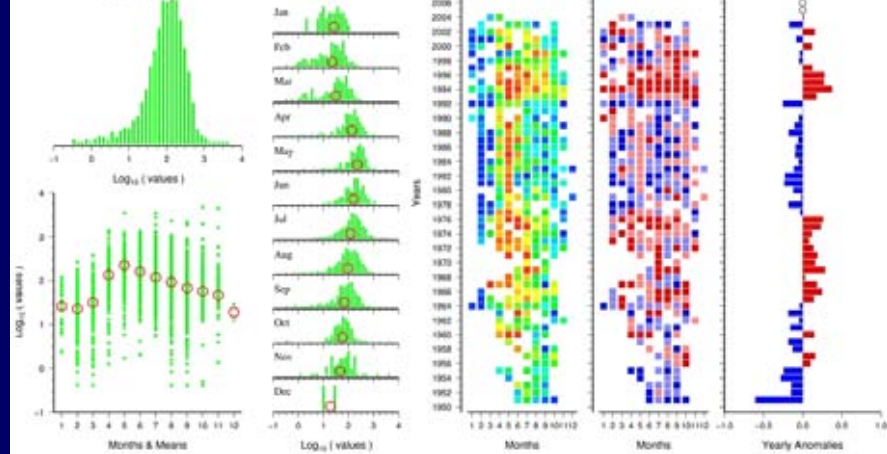 -1 0 1 2 3 4
Log₁₀ ( values )
4
3
2
1
0
-1
1 2 3 4 5 6 7 8 9 10 11 12
Months & Means
Log₁₀ ( values )
Jan
Feb
Mar
Apr
May
Jun
Jul
Aug
Sep
Oct
Nov
Dec
-1 0 1 2 3 4
Log₁₀ ( values )
Years
2006
2004
2002
2000
1998
1996
1994
1992
1990
1988
1986
1984
1982
1980
1978
1976
1974
1972
1970
1968
1966
1964
1962
1960
1958
1956
1954
1952
1950
1 2 3 4 5 6 7 8 9 10 11 12
Months
1 2 3 4 5 6 7 8 9 10 11 12
Months
-1.0 -0.5 0.0 0.5 1.0
Yearly Anomalies